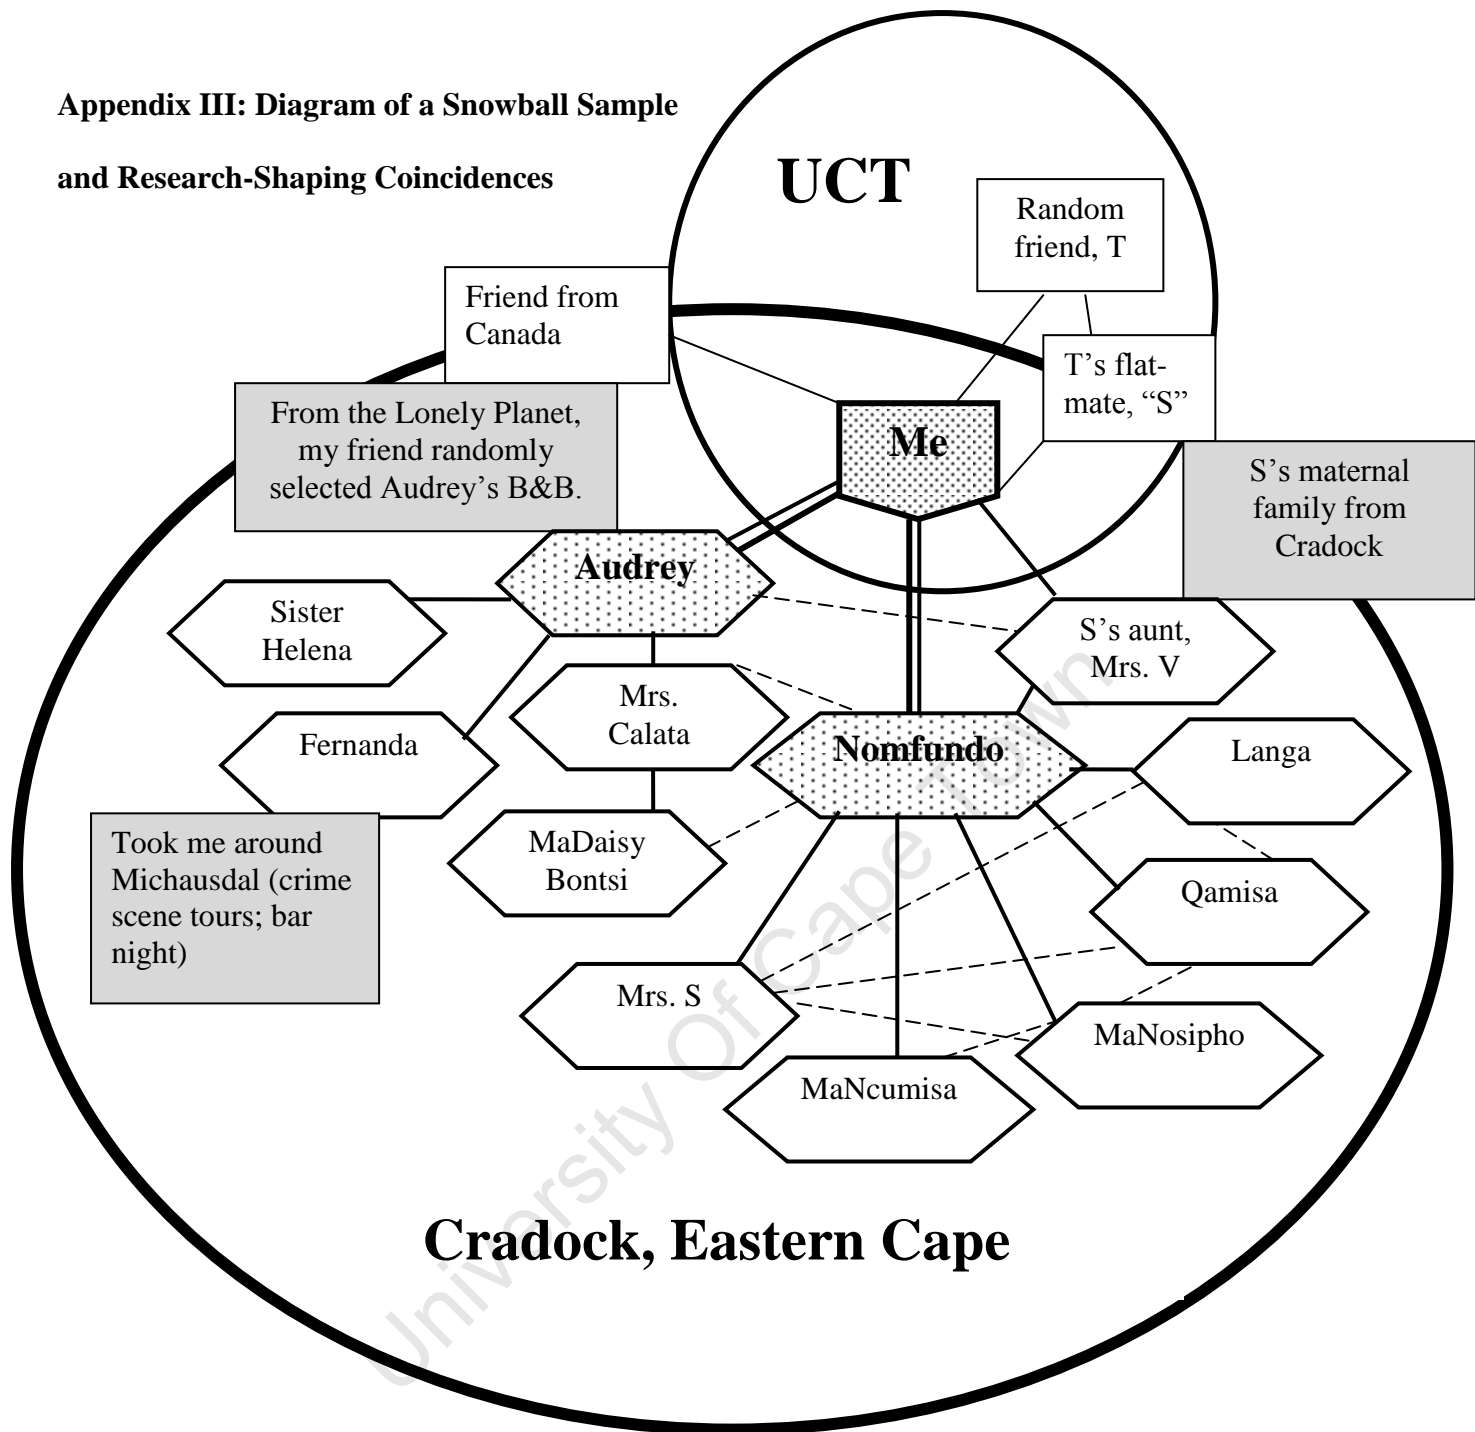 Appendix III: Diagram of a Snowball Sample
and Research-Shaping Coincidences
UCT
Random
friend, T
Friend from
Canada
T’s flat-
mate, “S”
From the Lonely Planet,
my friend randomly
selected Audrey’s B&B.
Me
S’s maternal
family from
Cradock
Audrey
Sister
Helena
S’s aunt,
Mrs. V
Mrs.
Calata
Fernanda
Nomfundo
Langa
Took me around
Michausdal (crime
scene tours; bar
night)
MaDaisy
Bontsi
Qamisa
Mrs. S
MaNosipho
MaNcumisa
Cradock, Eastern Cape
University Of Cape Town